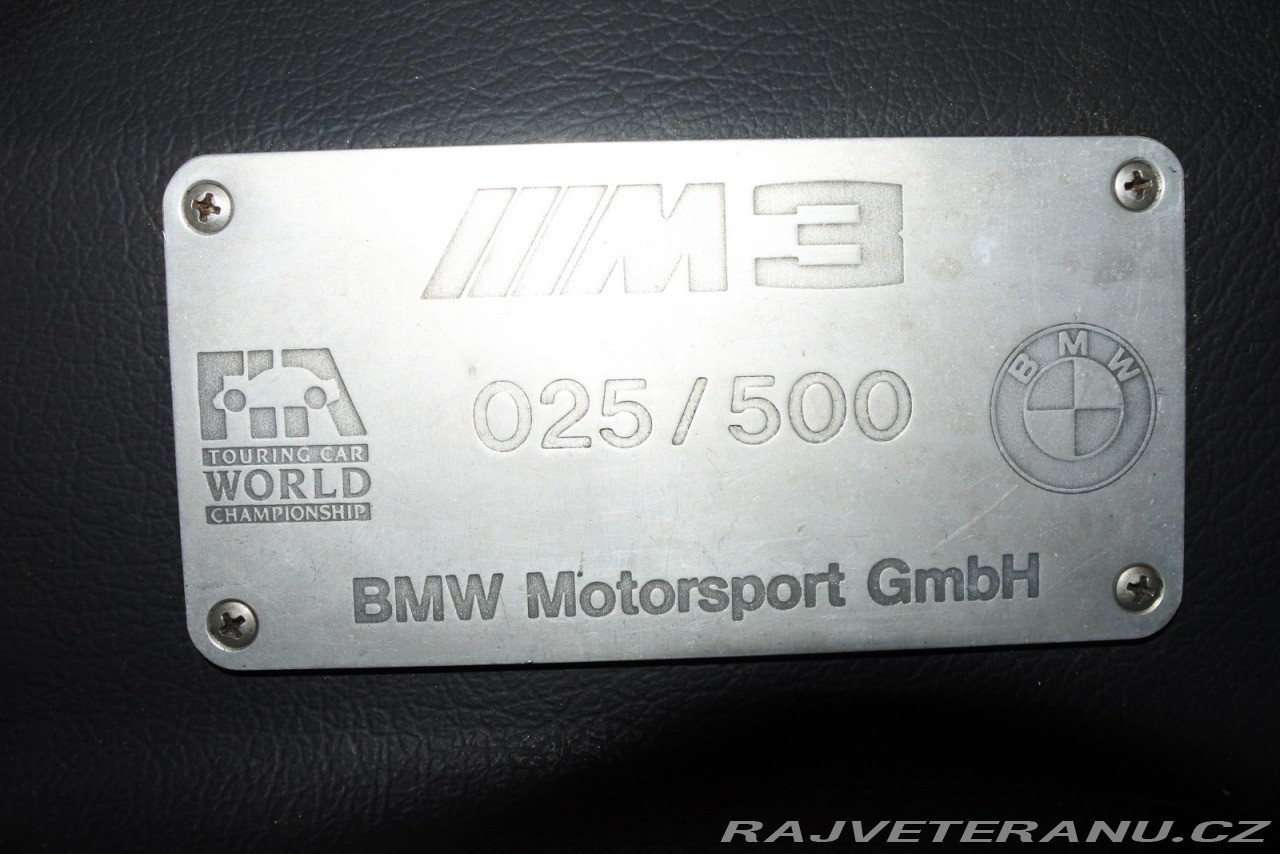 M3
025/500
BMW
FIA
TOURING CAR
WORLD
CHAMPIONSHIP
BMW Motorsport GmbH
RAJVETERANU.CZ